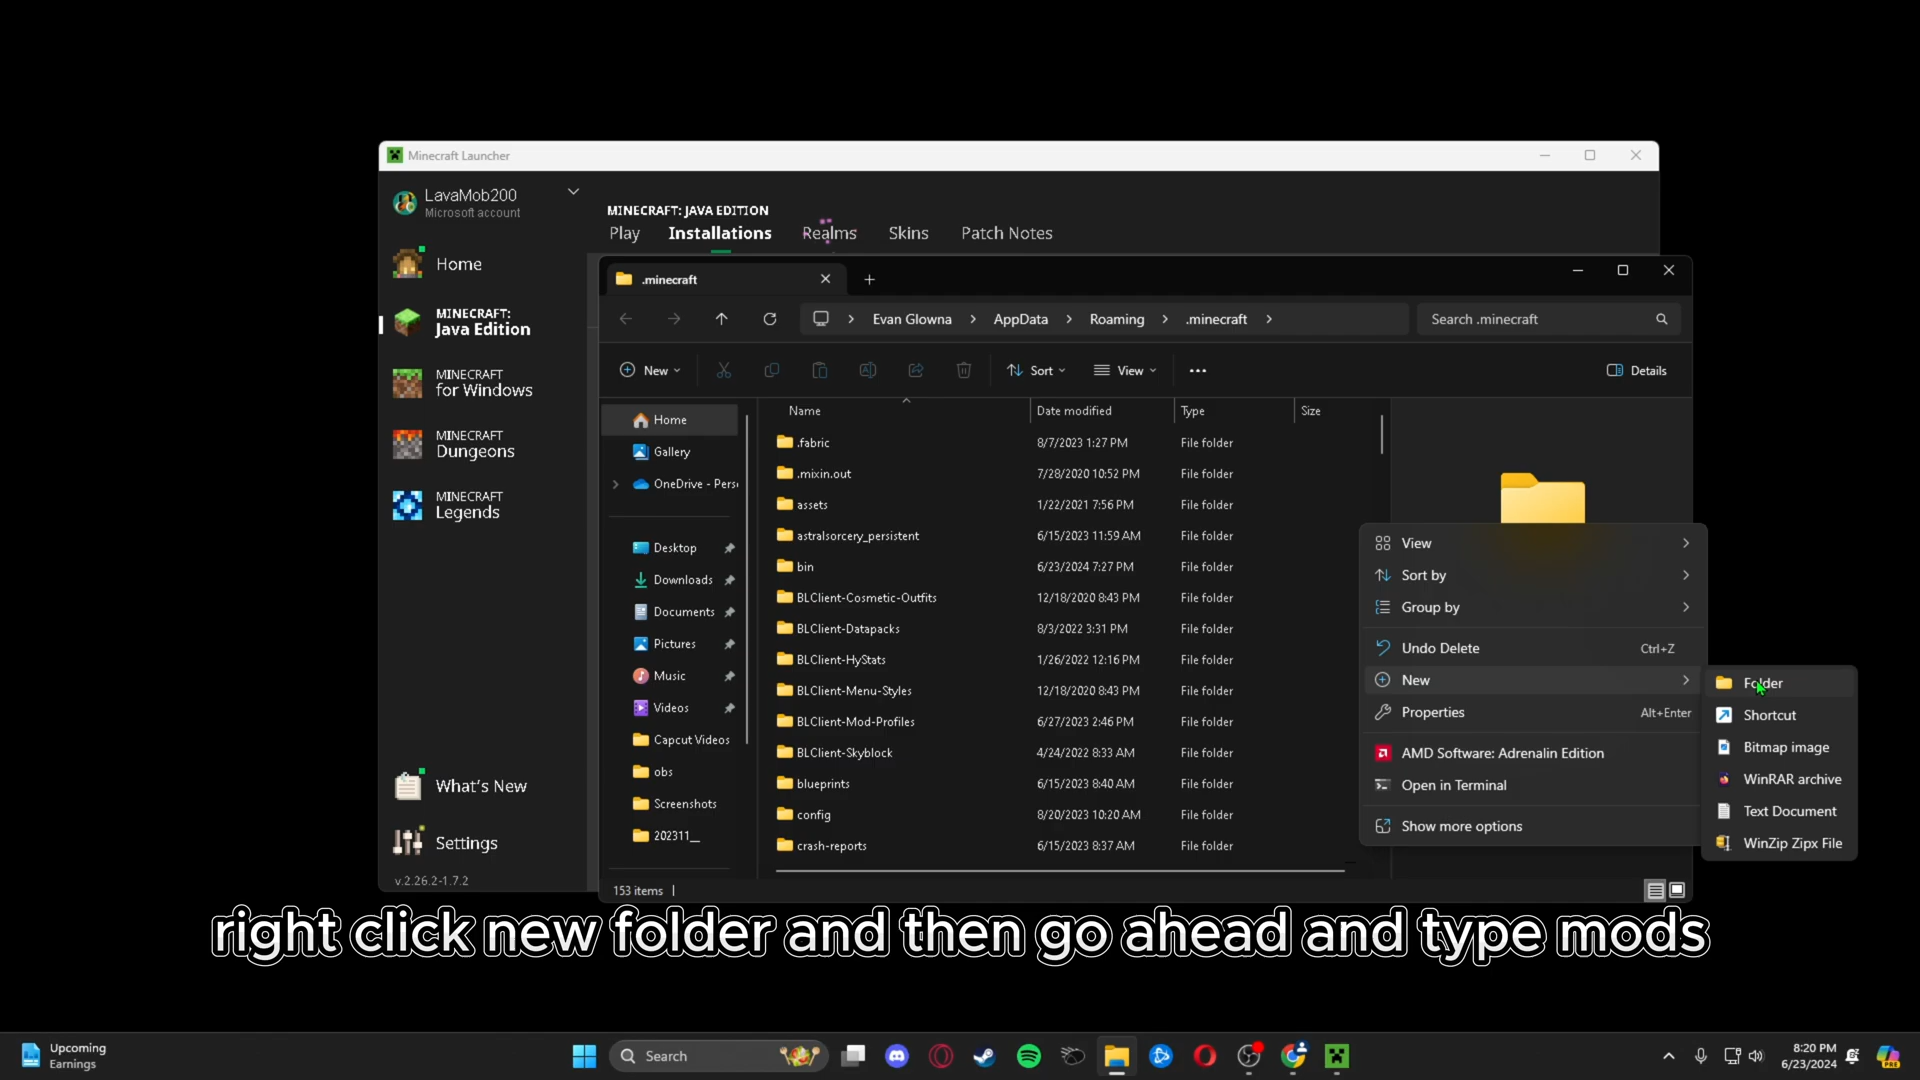 Minecraft Launcher
LavaMob200
Microsoft account
MINECRAFT: JAVA EDITION
Play Installations Realms Skins Patch Notes
Home
MINECRAFT:
Java Edition
MINECRAFT
for Windows
MINECRAFT
Dungeons
MINECRAFT
Legends
What's New
Settings
v.2.26.2-1.7.2
.minecraft
Evan Glowna > AppData > Roaming > .minecraft >
Search .minecraft
New Sort View ... Details
Home
Gallery
OneDrive - Pers
Desktop
Downloads
Documents
Pictures
Music
Videos
Capcut Videos
obs
Screenshots
202311__
Name Date modified Type Size
.fabric 8/7/2023 1:27 PM File folder
.mixin.out 7/28/2020 10:52 PM File folder
assets 1/22/2021 7:56 PM File folder
astralsorcery_persistent 6/15/2023 11:59 AM File folder
bin 6/23/2024 7:27 PM File folder
BLClient-Cosmetic-Outfits 12/18/2020 8:43 PM File folder
BLClient-Datapacks 8/3/2022 3:31 PM File folder
BLClient-HyStats 1/26/2022 12:16 PM File folder
BLClient-Menu-Styles 12/18/2020 8:43 PM File folder
BLClient-Mod-Profiles 6/27/2023 2:46 PM File folder
BLClient-Skyblock 4/24/2022 8:33 AM File folder
blueprints 6/15/2023 8:40 AM File folder
config 8/20/2023 10:20 AM File folder
crash-reports 6/15/2023 8:37 AM File folder
153 items
View
Sort by
Group by
Undo Delete Ctrl+Z
New
Properties Alt+Enter
AMD Software: Adrenalin Edition
Open in Terminal
Show more options
Folder
Shortcut
Bitmap image
WinRAR archive
Text Document
WinZip Zipx File
right click new folder and then go ahead and type mods
Upcoming
Earnings
Search
8:20 PM
6/23/2024
PRE